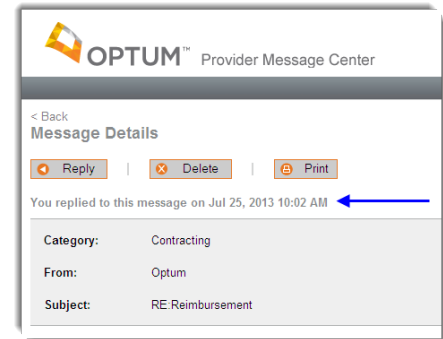 OPTUM™ Provider Message Center
< Back
Message Details
Reply | Delete | Print
You replied to this message on Jul 25, 2013 10:02 AM
Category: Contracting
From: Optum
Subject: RE:Reimbursement